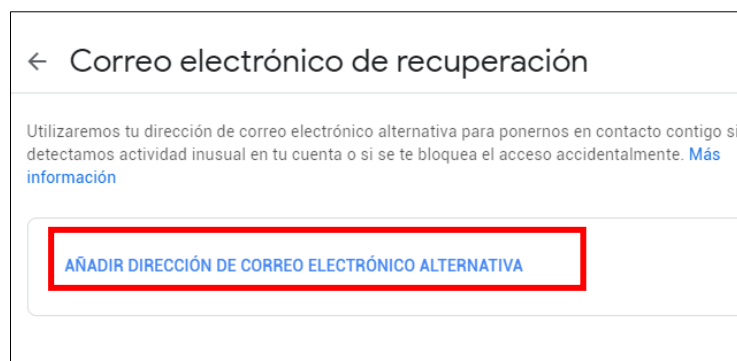 Correo electrónico de recuperación
Utilizaremos tu dirección de correo electrónico alternativa para ponernos en contacto contigo si
detectamos actividad inusual en tu cuenta o si se te bloquea el acceso accidentalmente. Más
información
AÑADIR DIRECCIÓN DE CORREO ELECTRÓNICO ALTERNATIVA